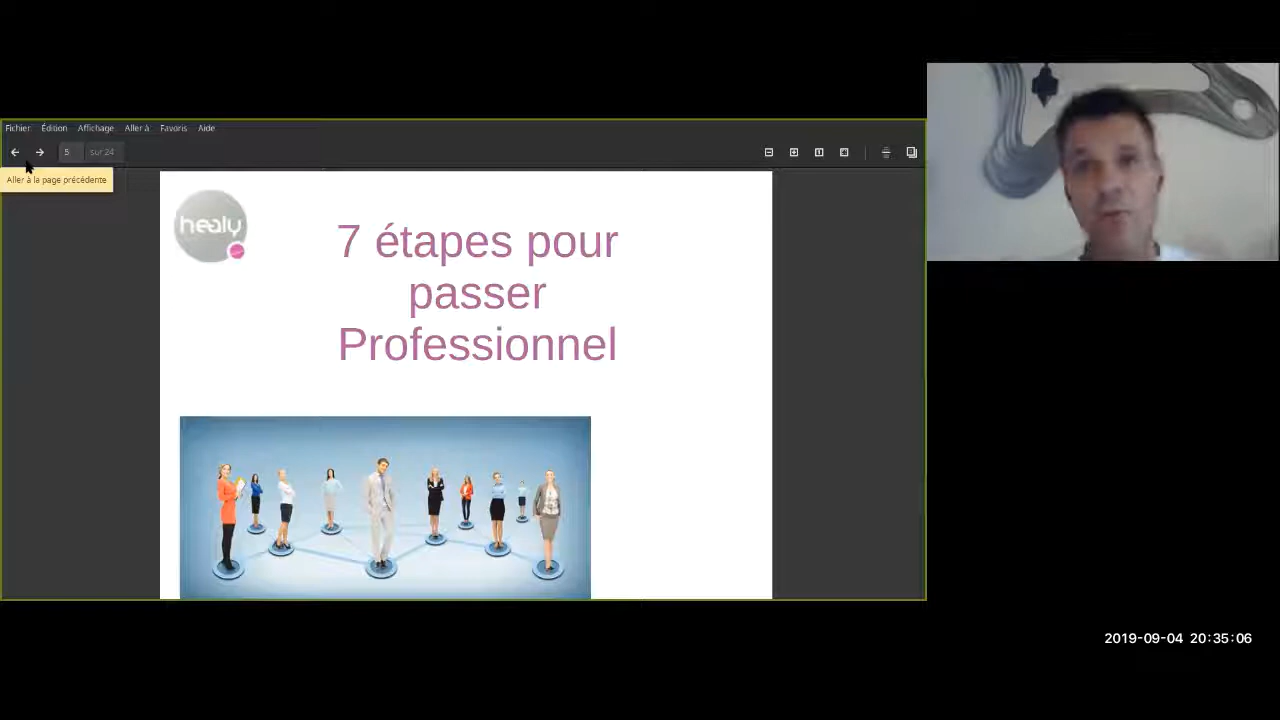 Fichier Édition Affichage Aller à Favoris Aide
5 sur 24
Aller à la page précédente
healy
7 étapes pour
passer
Professionnel
2019-09-04 20:35:06